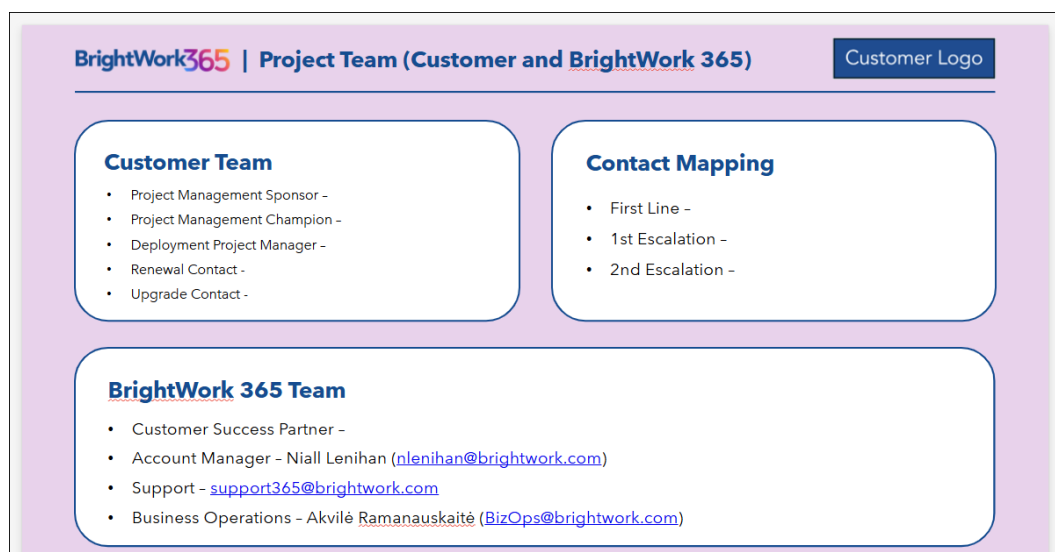 BrightWork365 | Project Team (Customer and BrightWork 365)
Customer Logo
Customer Team
• Project Management Sponsor –
• Project Management Champion –
• Deployment Project Manager –
• Renewal Contact -
• Upgrade Contact -
Contact Mapping
• First Line –
• 1st Escalation –
• 2nd Escalation –
BrightWork 365 Team
• Customer Success Partner –
• Account Manager – Niall Lenihan (nlenihan@brightwork.com)
• Support – support365@brightwork.com
• Business Operations – Akvilė Ramanauskaitė (BizOps@brightwork.com)